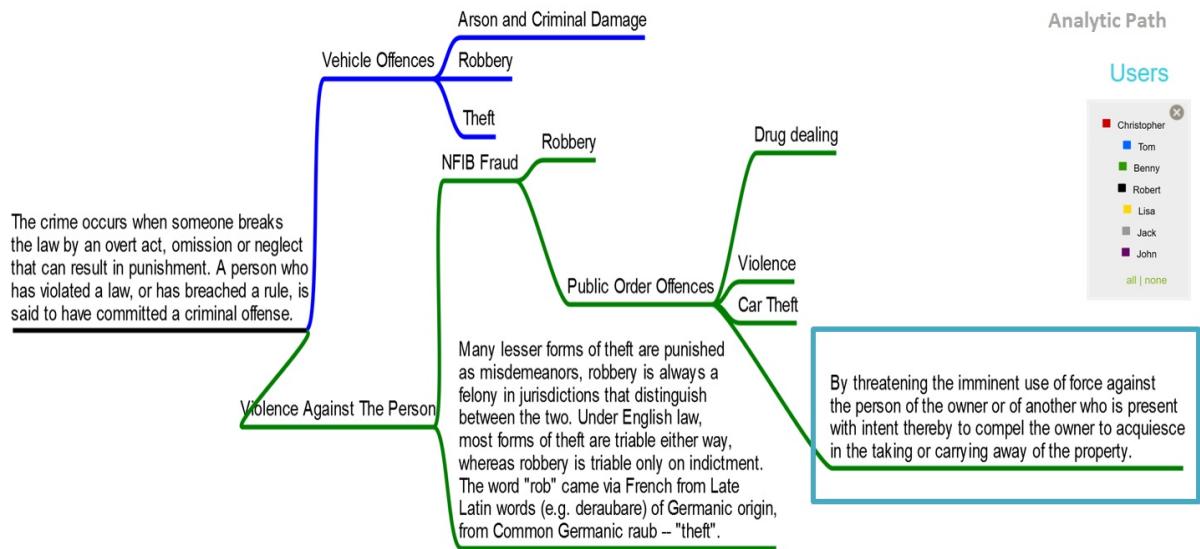 Arson and Criminal Damage
Analytic Path
Vehicle Offences
Robbery
Users
Theft
Christopher
Tom
Benny
Robert
Lisa
Jack
John
all | none
NFIB Fraud
Robbery
Drug dealing
The crime occurs when someone breaks
the law by an overt act, omission or neglect
that can result in punishment. A person who
has violated a law, or has breached a rule, is
said to have committed a criminal offense.
Public Order Offences
Violence
Car Theft
Violence Against The Person
Many lesser forms of theft are punished
as misdemeanors, robbery is always a
felony in jurisdictions that distinguish
between the two. Under English law,
most forms of theft are triable either way,
whereas robbery is triable only on indictment.
The word "rob" came via French from Late
Latin words (e.g. deraubare) of Germanic origin,
from Common Germanic raub -- "theft".
By threatening the imminent use of force against
the person of the owner or of another who is present
with intent thereby to compel the owner to acquiesce
in the taking or carrying away of the property.